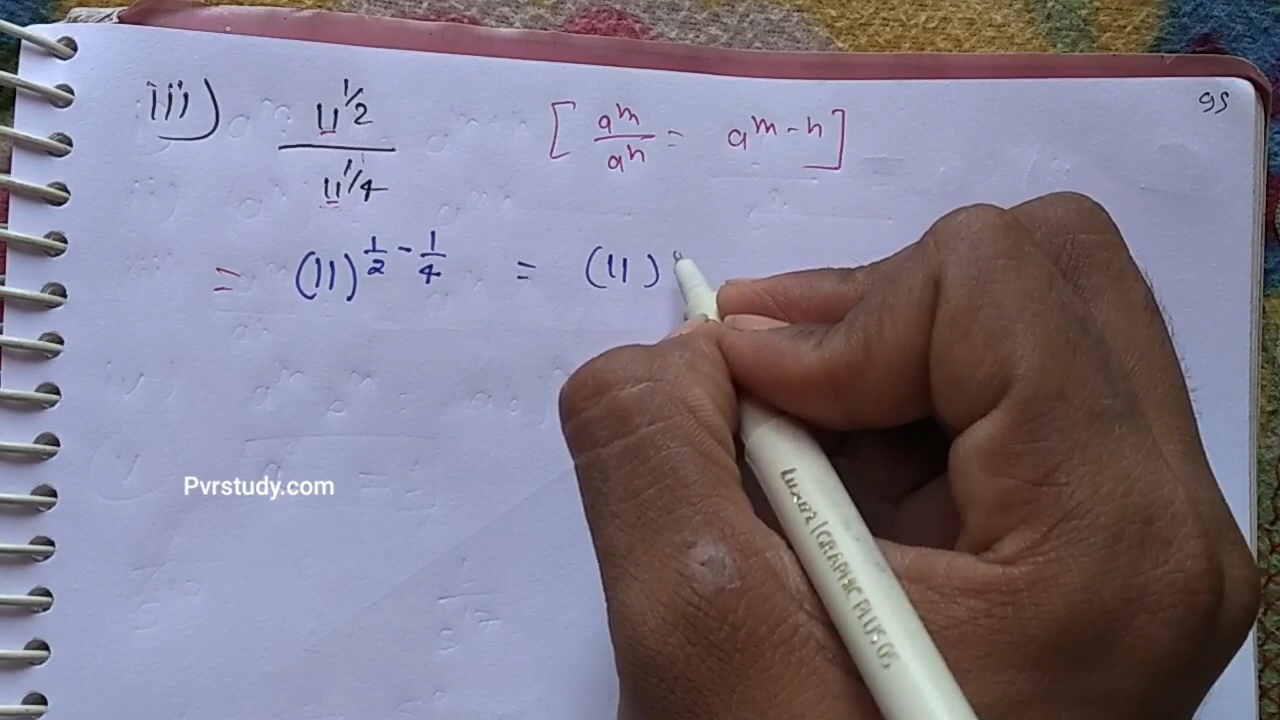 95
iii) 11^1/2 / 11^1/4 [ a^m / a^n = a^m-n ]
= (11)^1/2 - 1/4 = (11)
Pvrstudy.com
Luxor | GRAPHIC PLUS 05